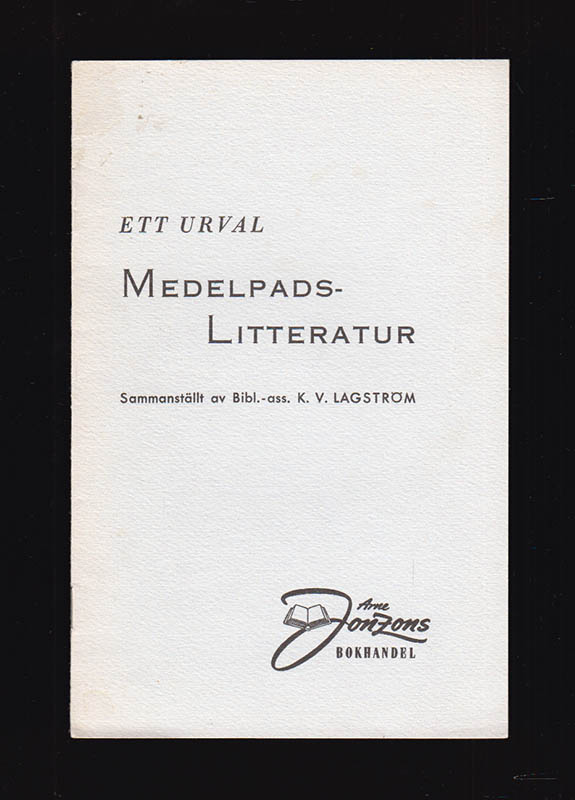 ETT URVAL
MEDELPADS-
LITTERATUR
Sammanställt av Bibl.-ass. K. V. LAGSTRÖM
Arne
Jonzons
BOKHANDEL